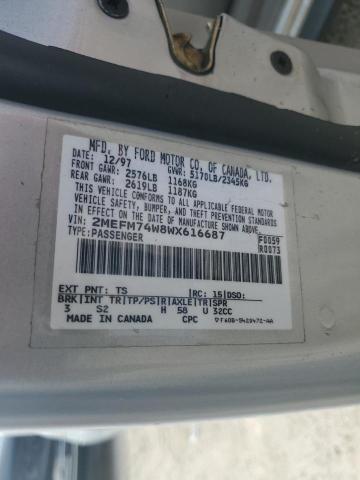 MFD. BY FORD MOTOR CO. OF CANADA, LTD.
DATE: 12/97 GVWR: 5170LB/2345KG
FRONT GAWR: 2576LB 1168KG
REAR GAWR: 2619LB 1187KG
THIS VEHICLE CONFORMS TO ALL APPLICABLE
FEDERAL MOTOR VEHICLE SAFETY AND
BUMPER, AND THEFT PREVENTION STANDARDS
IN EFFECT ON THE DATE OF MANUFACTURE
SHOWN ABOVE.
VIN: 2MEFM74W8WX616687
TYPE: PASSENGER
F0059
R0073
EXT PNT: TS RC: 15 DSO:
BRK INT TR TP/PS R AXLE TR SPR
3 S2 H 58 U 32CC
MADE IN CANADA CPC